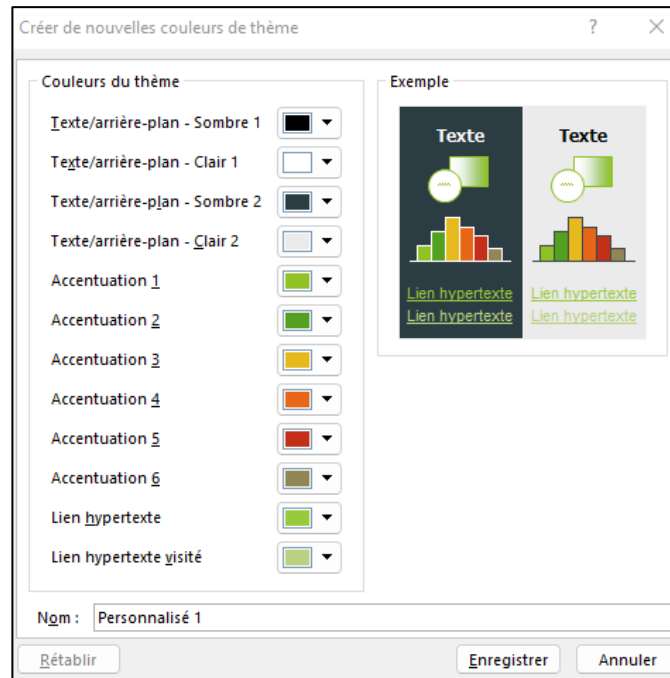 Créer de nouvelles couleurs de thème
Couleurs du thème
Texte/arrière-plan - Sombre 1
Texte/arrière-plan - Clair 1
Texte/arrière-plan - Sombre 2
Texte/arrière-plan - Clair 2
Accentuation 1
Accentuation 2
Accentuation 3
Accentuation 4
Accentuation 5
Accentuation 6
Lien hypertexte
Lien hypertexte visité
Exemple
Texte Texte
Lien hypertexte Lien hypertexte
Lien hypertexte Lien hypertexte
Nom : Personnalisé 1
Rétablir Enregistrer Annuler